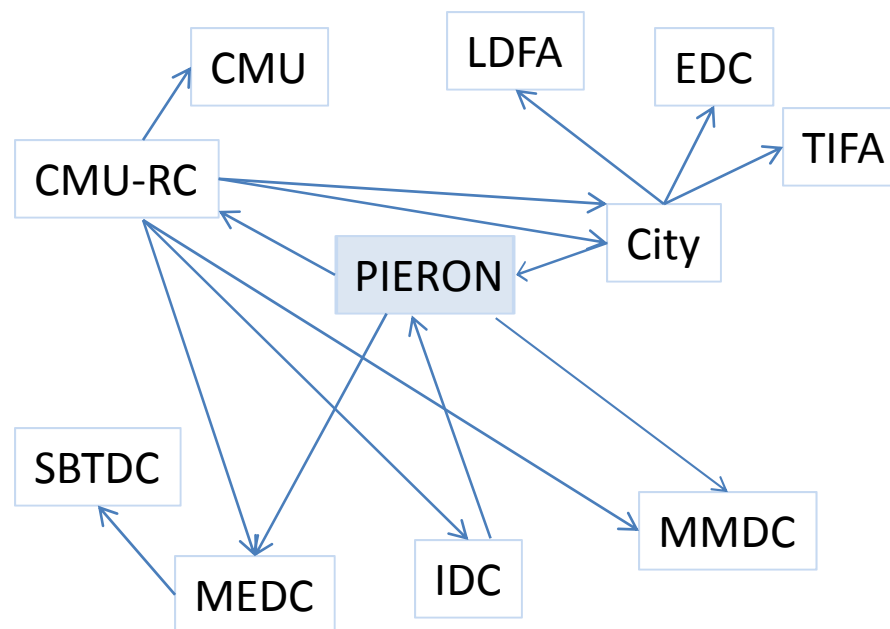 CMU
LDFA
EDC
TIFA
CMU-RC
City
PIERON
SBTDC
MMDC
IDC
MEDC